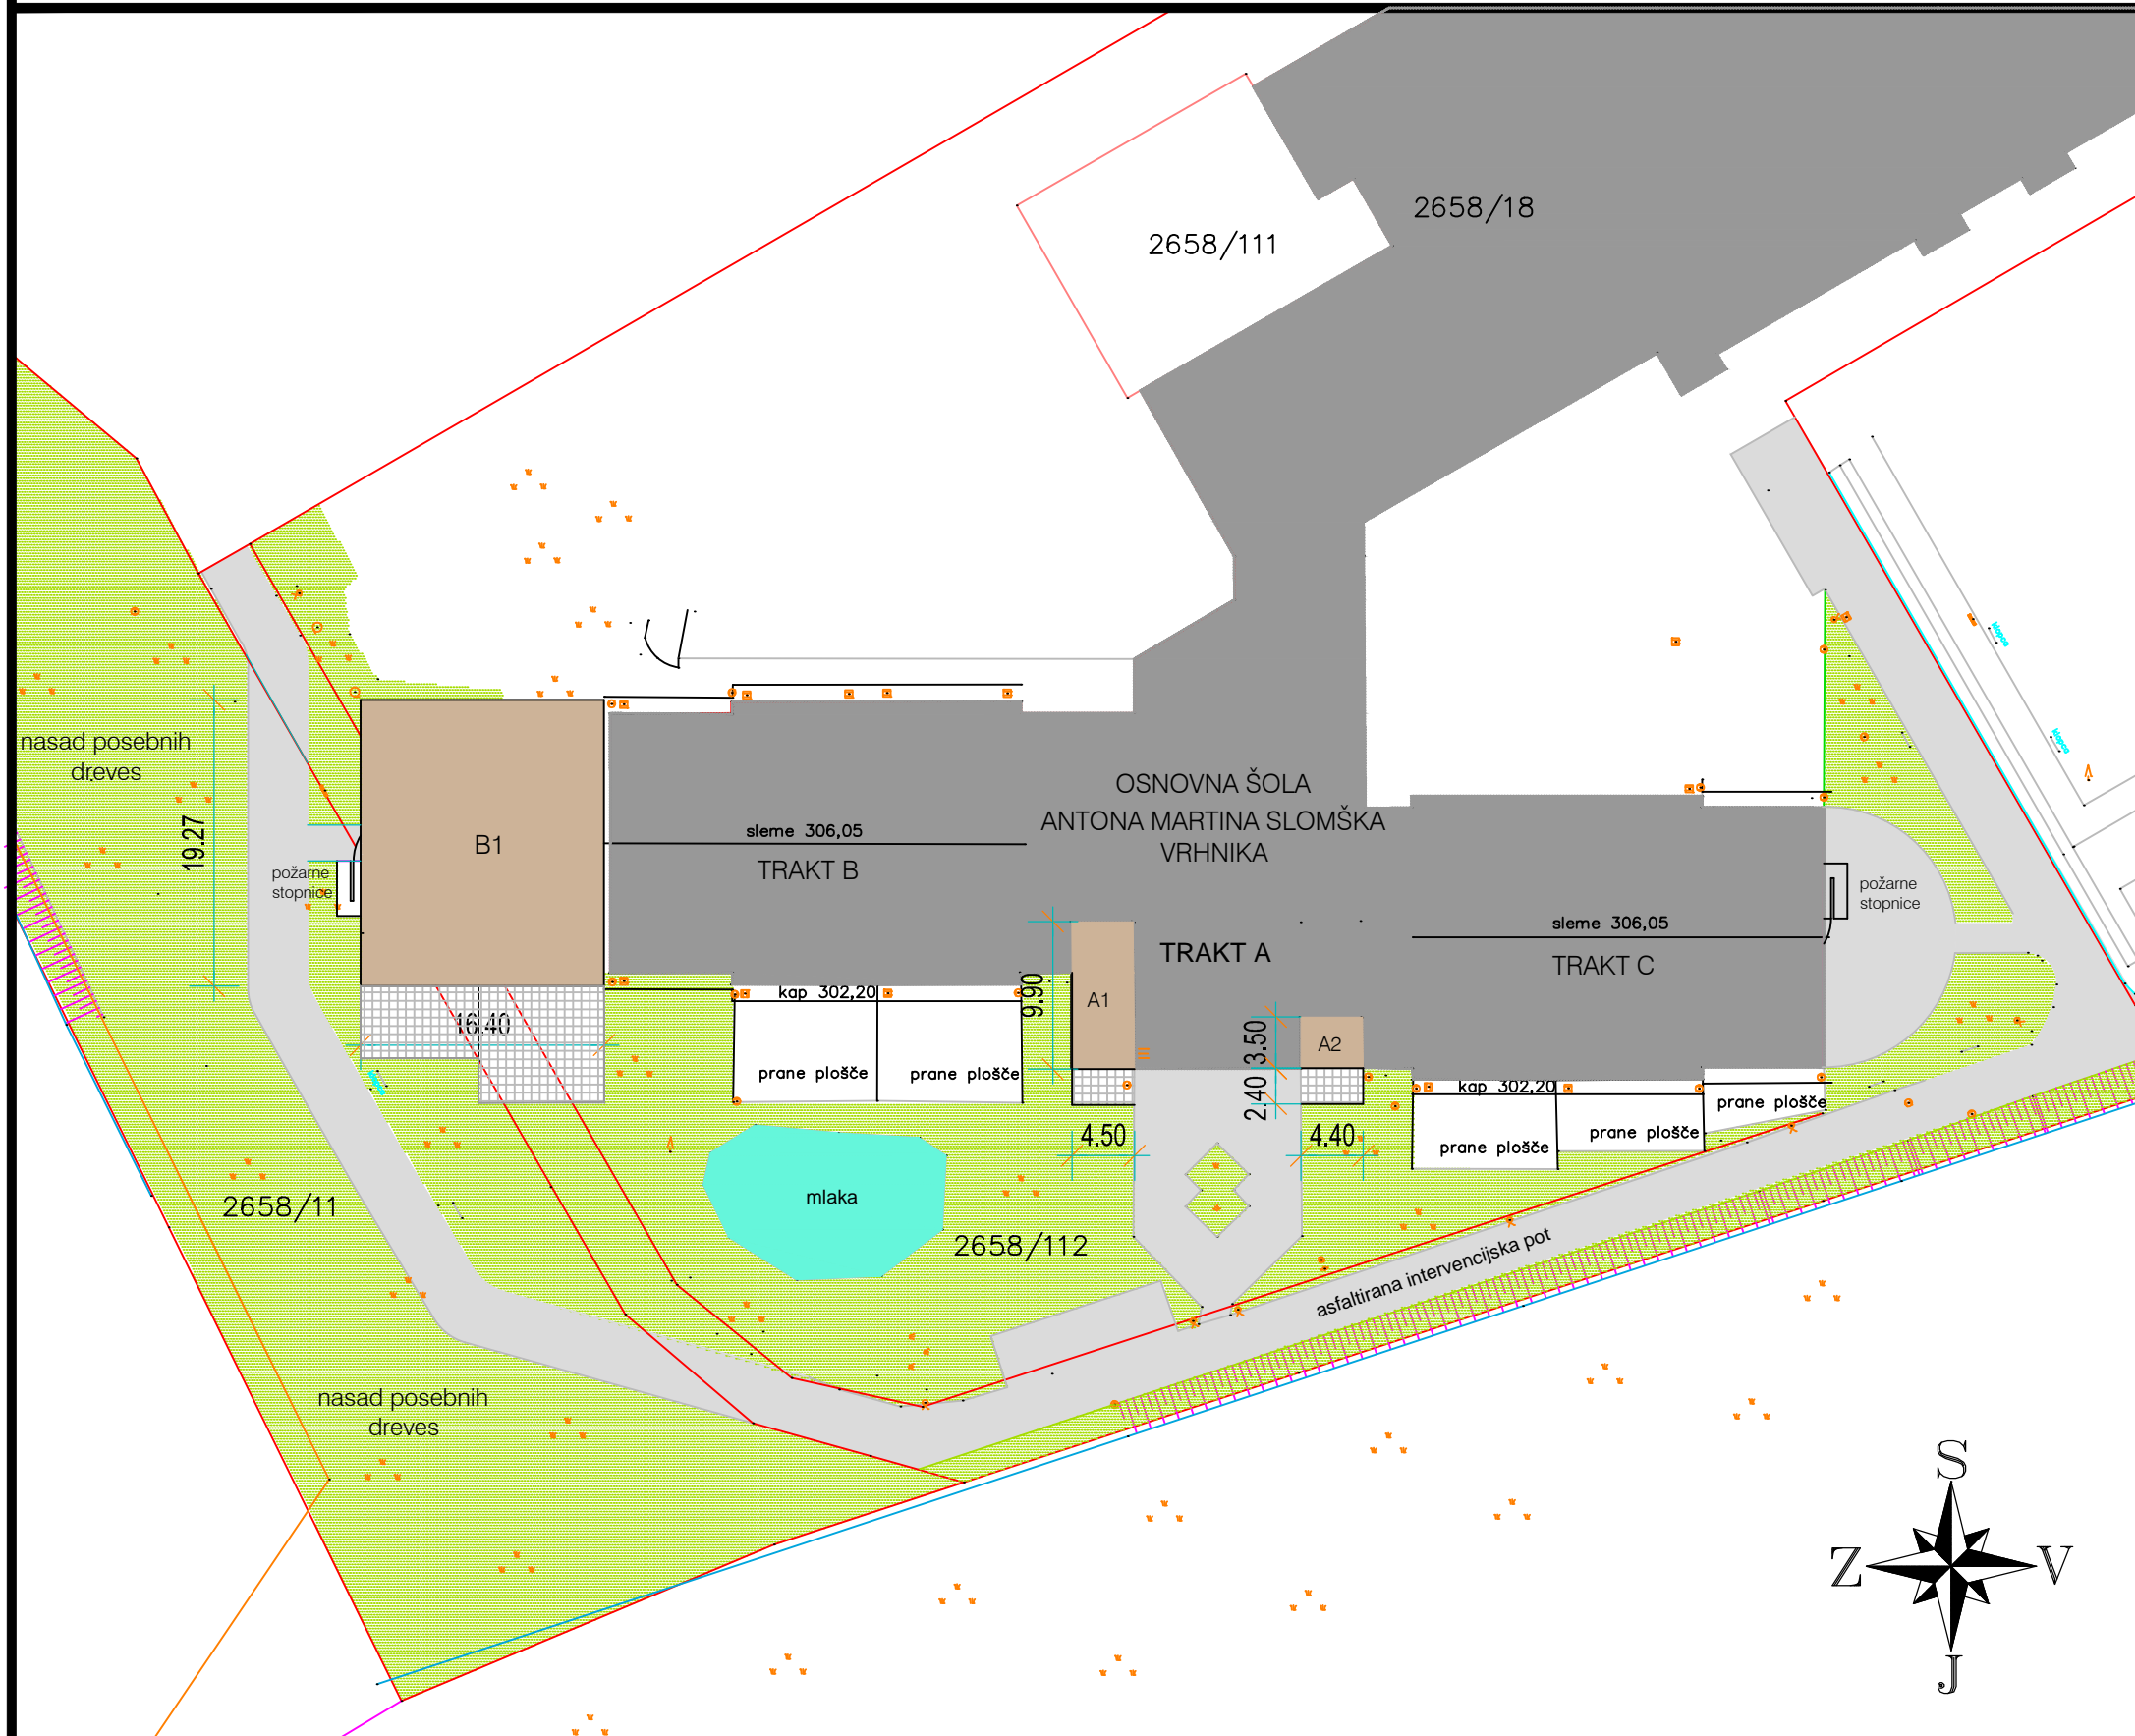 2658/18
2658/111
nasad posebnih
dreves
19.27
požarne
stopnice
B1
sleme 306,05
TRAKT B
OSNOVNA ŠOLA
ANTONA MARTINA SLOMŠKA
VRHNIKA
TRAKT A
sleme 306,05
TRAKT C
požarne
stopnice
klopca
klopca
16.40
klopca
kap 302,20
prane plošče
prane plošče
9.90
A1
3.50
2.40
A2
4.50
4.40
kap 302,20
prane plošče
prane plošče
prane plošče
mlaka
2658/11
2658/112
asfaltirana intervencijska pot
nasad posebnih
dreves
S
Z
V
J